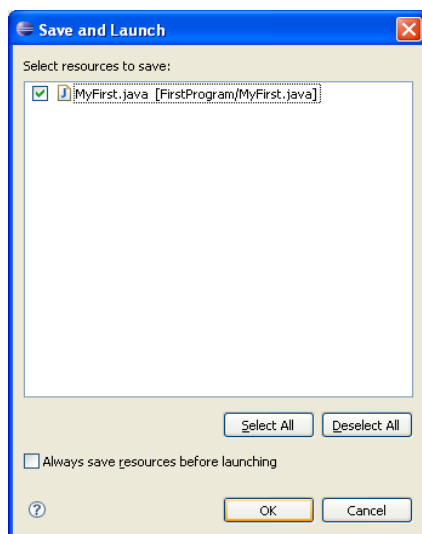 Save and Launch
Select resources to save:
MyFirst.java [FirstProgram/MyFirst.java]
Select All Deselect All
Always save resources before launching
OK Cancel